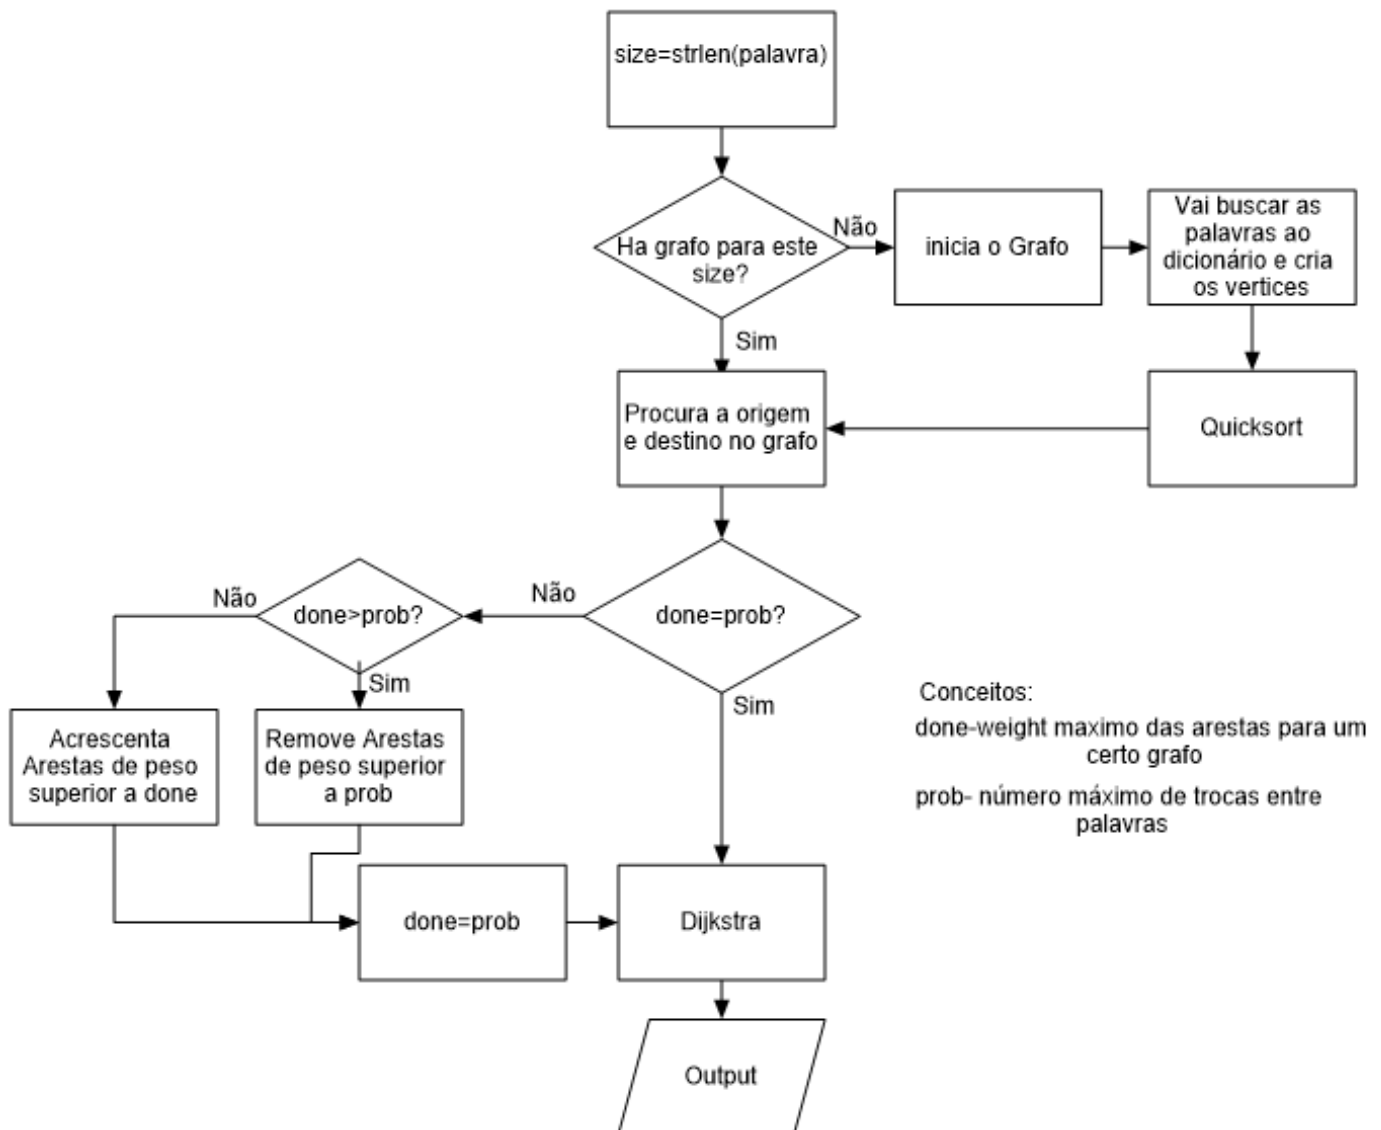 size=strlen(palavra)
Ha grafo para este
size?
Não
inicia o Grafo
Vai buscar as
palavras ao
dicionário e cria
os vertices
Sim
Procura a origem
e destino no grafo
Quicksort
done=prob?
Não
done>prob?
Não
Sim
Sim
Acrescenta
Arestas de peso
superior a done
Remove Arestas
de peso superior
a prob
Conceitos:
done-weight maximo das arestas para um
certo grafo
prob- número máximo de trocas entre
palavras
done=prob
Dijkstra
Output